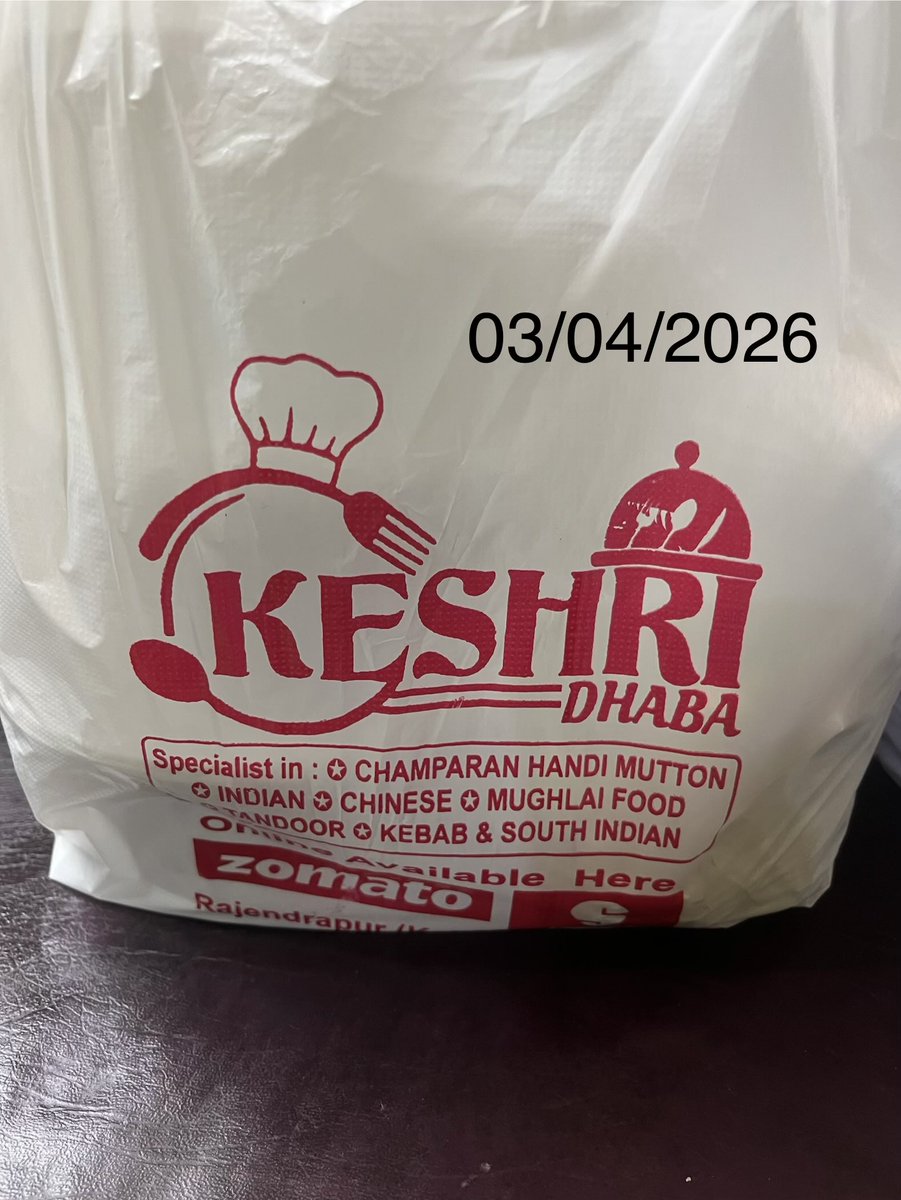 03/04/2026
KESHRI
DHABA
Specialist in : ✪ CHAMPARAN HANDI MUTTON
✪ INDIAN ✪ CHINESE ✪ MUGHLAI FOOD
✪ TANDOOR ✪ KEBAB & SOUTH INDIAN
Available Here
zomato
Rajendrapur